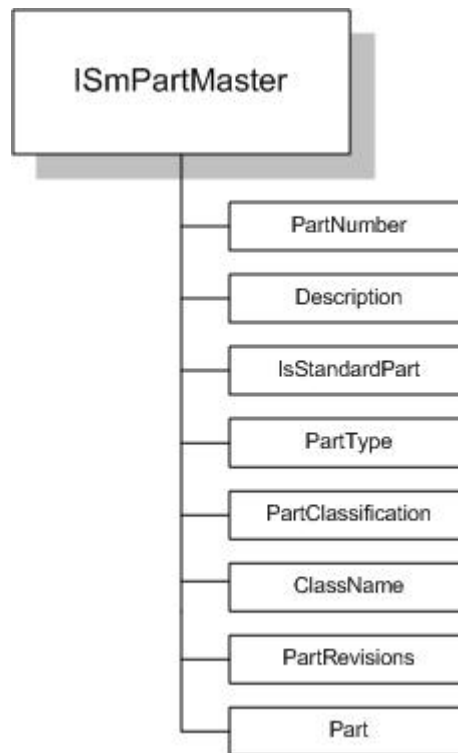 ISmPartMaster
PartNumber
Description
IsStandardPart
PartType
PartClassification
ClassName
PartRevisions
Part